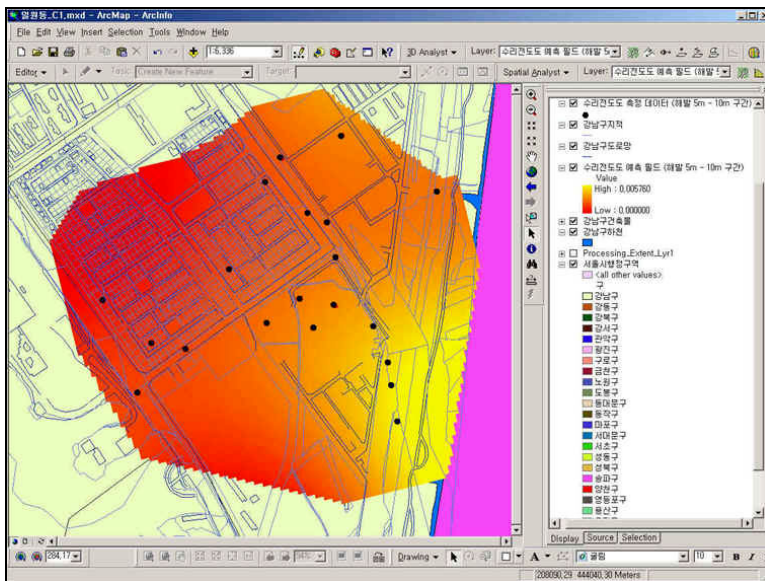 일원동_C1.mxd - ArcMap - ArcInfo
File Edit View Insert Selection Tools Window Help
1:6,336
3D Analyst
Layer: 수리전도도 예측 필드 (해발 5
Editor
Task: Create New Feature
Target:
Spatial Analyst
Layer: 수리전도도 예측 필드 (해발
수리전도도 측정 데이터 (해발 5m - 10m 구간)
강남구지적
강남구도로망
수리전도도 예측 필드 (해발 5m - 10m 구간)
Value
High : 0,005760
Low : 0,000000
강남구건축물
강남구하천
Processing_Extent_Lyr1
서울시행정구역
<all other values>
구
강남구
강동구
강북구
강서구
관악구
광진구
구로구
금천구
노원구
도봉구
동대문구
동작구
마포구
서대문구
서초구
성동구
성북구
송파구
양천구
영등포구
용산구
Display Source Selection
284,17
94%
Drawing
A
굴림
10
B I
208090,29 444040,30 Meters